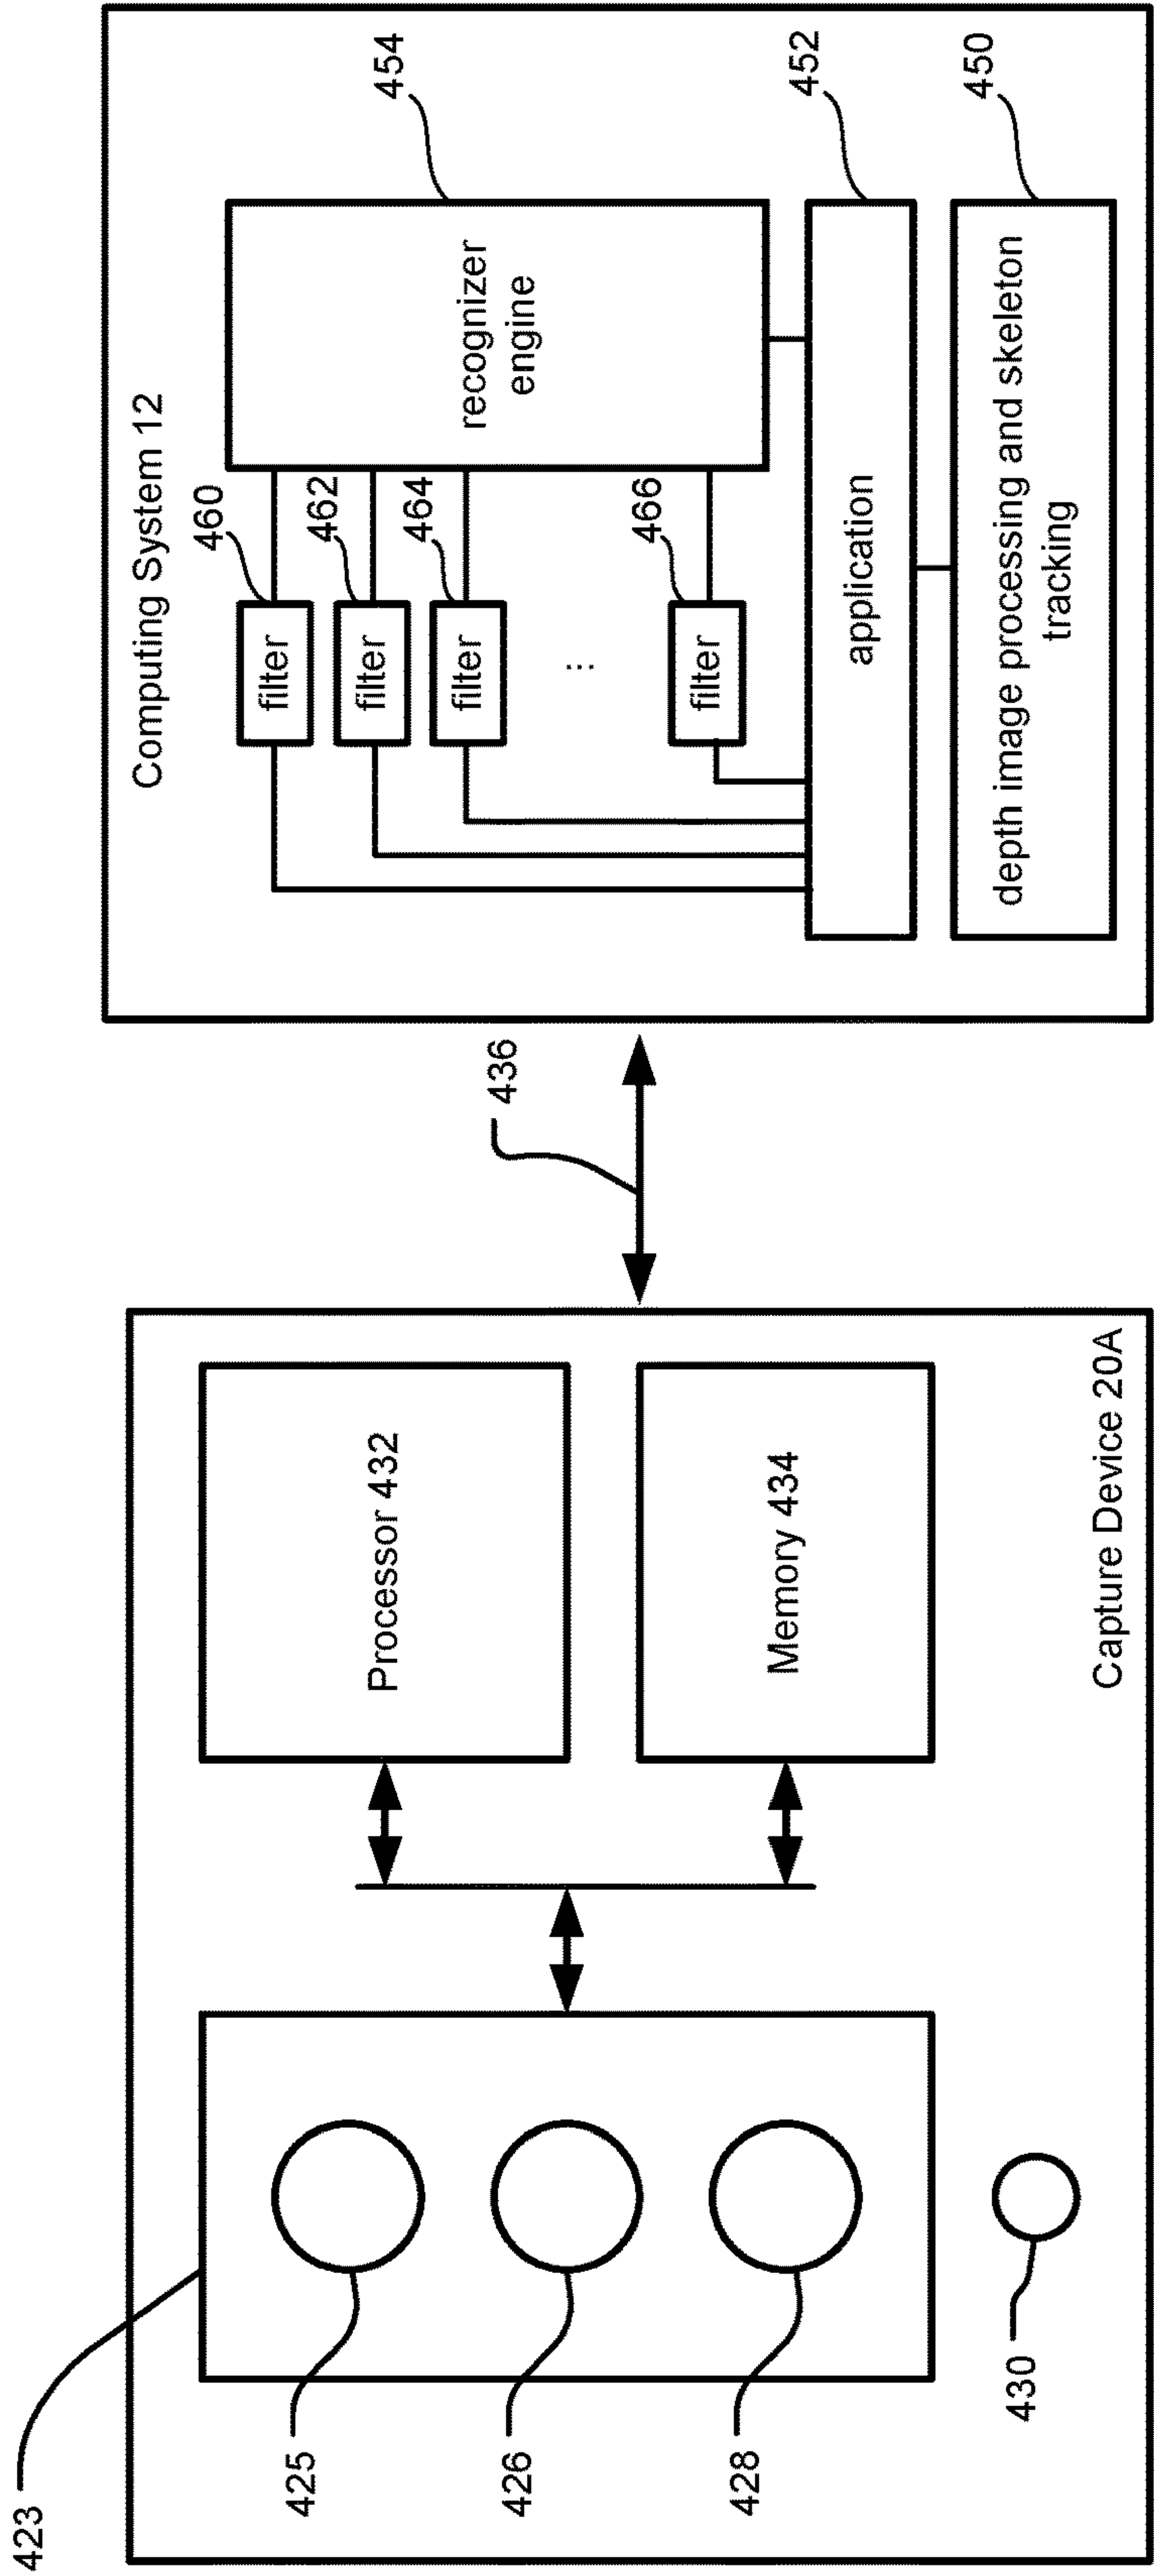 423
425
426
428
430
Processor 432
Memory 434
Capture Device 20A
436
Computing System 12
460
462
464
466
filter
filter
filter
...
filter
454
recognizer
engine
452
application
450
depth image processing and skeleton
tracking